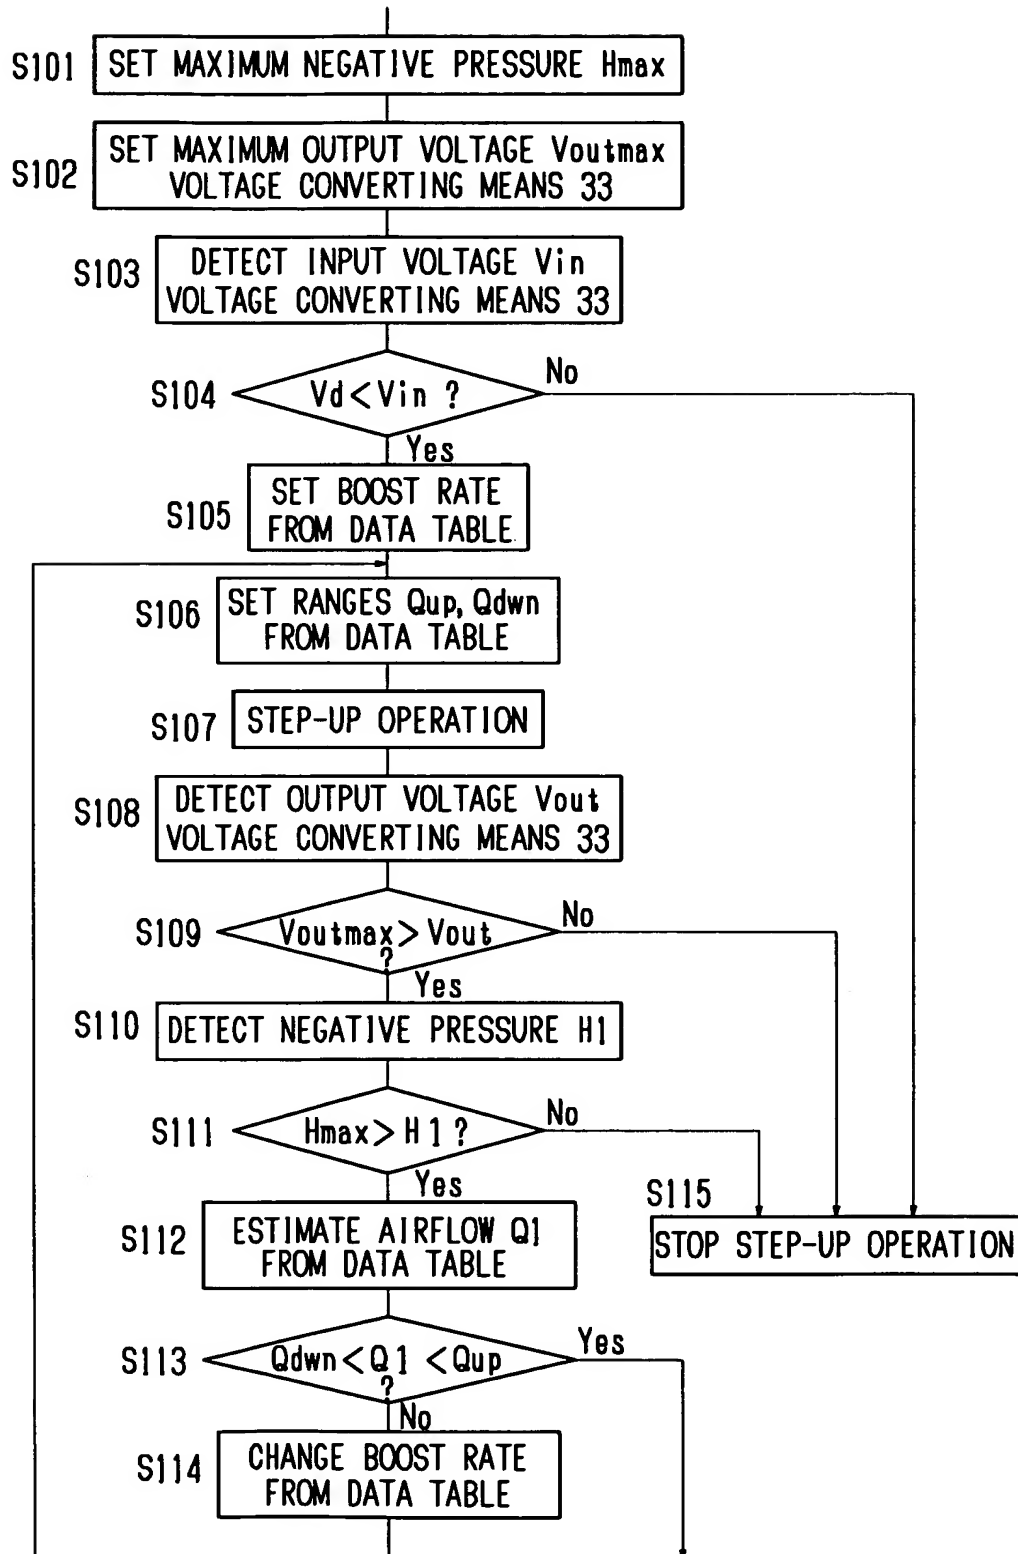 S101
SET MAXIMUM NEGATIVE PRESSURE Hmax
S102
SET MAXIMUM OUTPUT VOLTAGE Voutmax
VOLTAGE CONVERTING MEANS 33
S103
DETECT INPUT VOLTAGE Vin
VOLTAGE CONVERTING MEANS 33
S104
Vd<Vin ?
No
Yes
S105
SET BOOST RATE
FROM DATA TABLE
S106
SET RANGES Qup, Qdwn
FROM DATA TABLE
S107
STEP-UP OPERATION
S108
DETECT OUTPUT VOLTAGE Vout
VOLTAGE CONVERTING MEANS 33
S109
Voutmax>Vout
?
No
Yes
S110
DETECT NEGATIVE PRESSURE H1
S111
Hmax>H1?
No
Yes
S112
ESTIMATE AIRFLOW Q1
FROM DATA TABLE
S115
STOP STEP-UP OPERATION
S113
Qdwn<Q1<Qup
?
Yes
No
S114
CHANGE BOOST RATE
FROM DATA TABLE